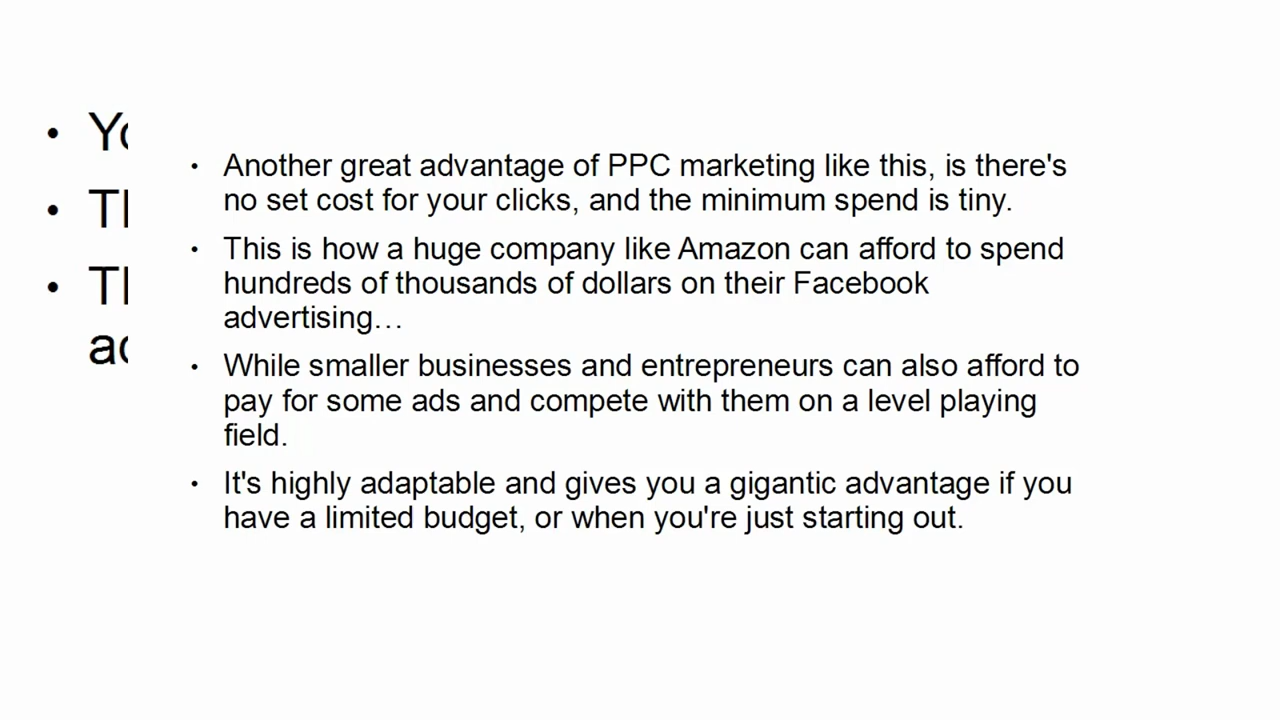 • Another great advantage of PPC marketing like this, is there's
no set cost for your clicks, and the minimum spend is tiny.
• This is how a huge company like Amazon can afford to spend
hundreds of thousands of dollars on their Facebook
advertising…
• While smaller businesses and entrepreneurs can also afford to
pay for some ads and compete with them on a level playing
field.
• It's highly adaptable and gives you a gigantic advantage if you
have a limited budget, or when you're just starting out.